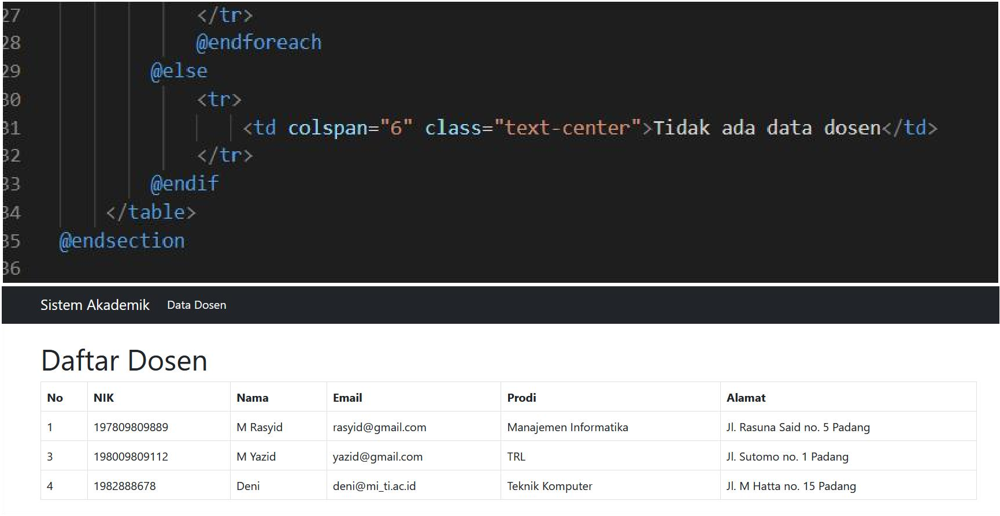 27 </tr>
28 @endforeach
29 @else
30 <tr>
31 <td colspan="6" class="text-center">Tidak ada data dosen</td>
32 </tr>
33 @endif
34 </table>
35 @endsection
36
Sistem Akademik Data Dosen
Daftar Dosen
No NIK Nama Email Prodi Alamat
1 197809809889 M Rasyid rasyid@gmail.com Manajemen Informatika Jl. Rasuna Said no. 5 Padang
3 198009809112 M Yazid yazid@gmail.com TRL Jl. Sutomo no. 1 Padang
4 1982888678 Deni deni@mi_ti.ac.id Teknik Komputer Jl. M Hatta no. 15 Padang